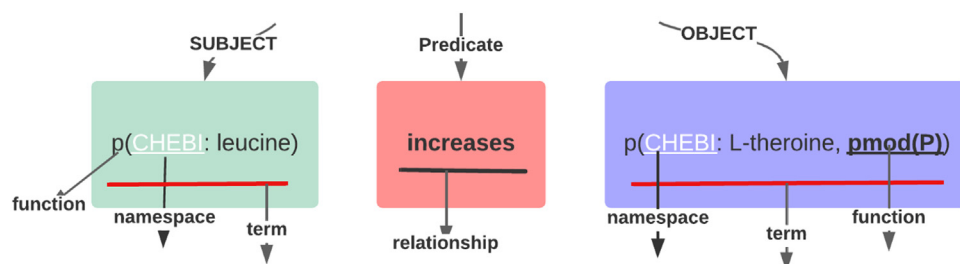 SUBJECT
Predicate
OBJECT
p(CHEBI: leucine)
increases
p(CHEBI: L-theroine, pmod(P))
function
namespace
term
relationship
namespace
term
function